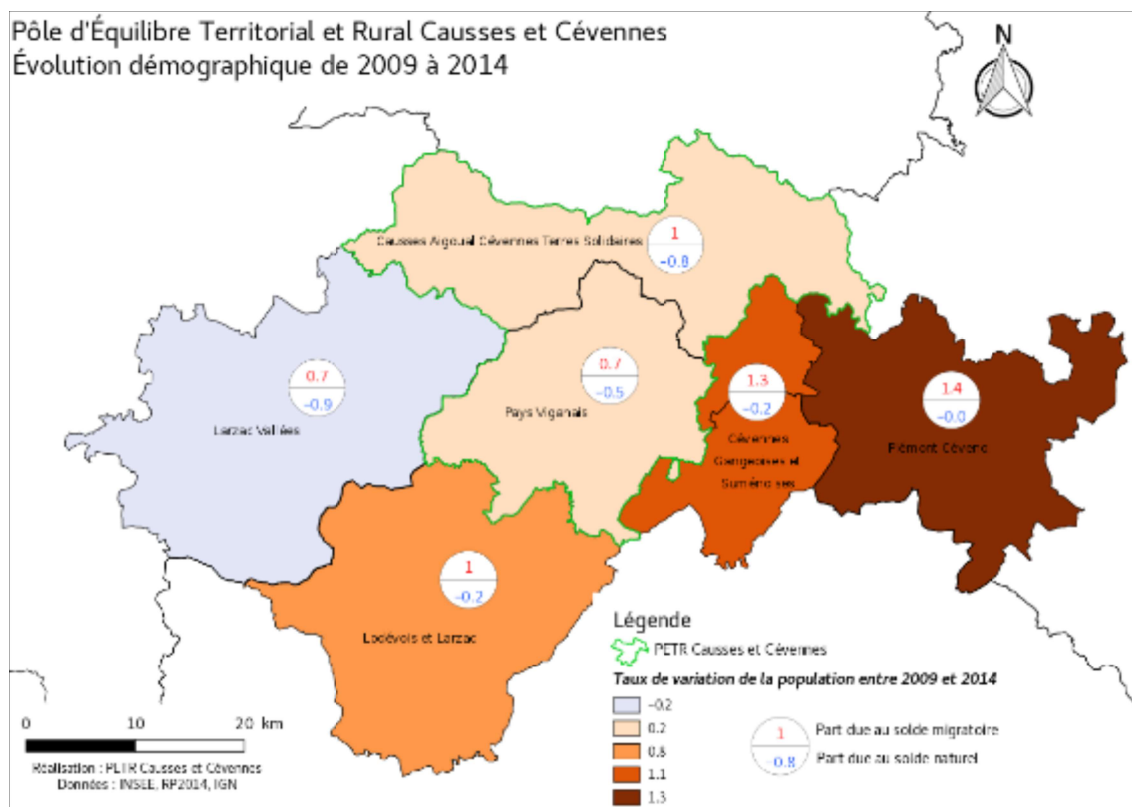 Pôle d'Équilibre Territorial et Rural Causses et Cévennes
Évolution démographique de 2009 à 2014
N
Causses Aigoual Cévennes Terres Solidaires
1
-0.8
0.7
-0.9
Larzac Vallées
0.7
-0.5
Pays Viganais
1.3
-0.2
Cévennes
Gangeoises et
Suménoises
1.4
-0.0
Piémont Cévenol
1
-0.2
Lodévois et Larzac
Légende
PETR Causses et Cévennes
Taux de variation de la population entre 2009 et 2014
-0.2
0.2
0.8
1.1
1.3
1
Part due au solde migratoire
-0.8
Part due au solde naturel
0 10 20 km
Réalisation : PETR Causses et Cévennes
Données : INSEE, RP2014, IGN